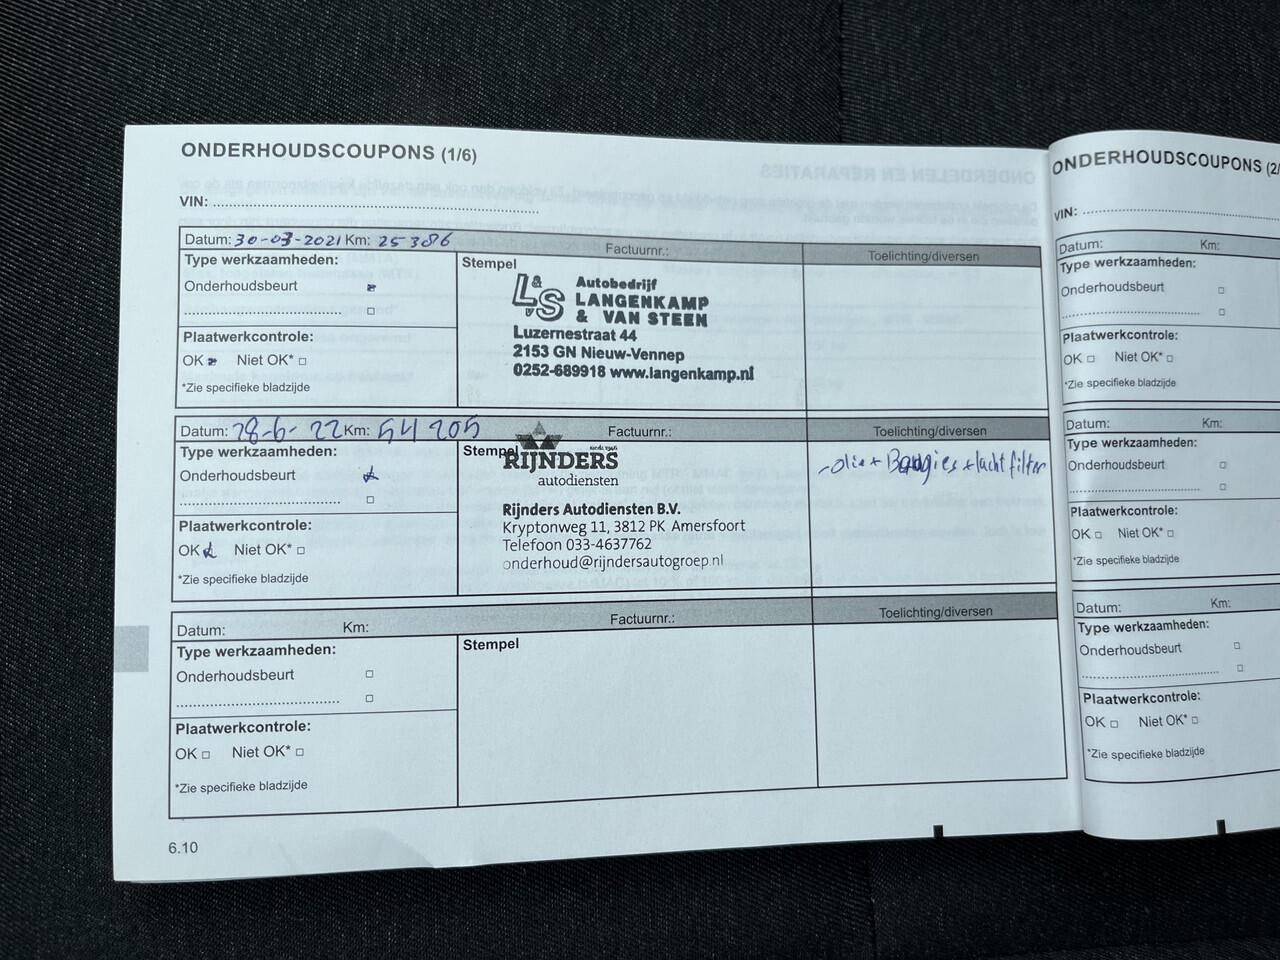 ONDERHOUDSCOUPONS (1/6)
VIN:
Datum: 30-03-2021 Km: 25386 Factuurnr.: Toelichting/diversen
Type werkzaamheden:
Onderhoudsbeurt
Plaatwerkcontrole:
OK Niet OK*
*Zie specifieke bladzijde
Stempel
L&S
Autobedrijf
LANGENKAMP
& VAN STEEN
Luzernestraat 44
2153 GN Nieuw-Vennep
0252-689918 www.langenkamp.nl
Datum: 28-6-22 Km: 54205 Factuurnr.: Toelichting/diversen
Type werkzaamheden:
Onderhoudsbeurt
Plaatwerkcontrole:
OK Niet OK*
*Zie specifieke bladzijde
Stempel
RIJNDERS
autodiensten
Rijnders Autodiensten B.V.
Kryptonweg 11, 3812 PK Amersfoort
Telefoon 033-4637762
onderhoud@rijndersautogroep.nl
-olie + Bougies + lucht filter
Datum: Km: Factuurnr.: Toelichting/diversen
Type werkzaamheden:
Onderhoudsbeurt
Plaatwerkcontrole:
OK Niet OK*
*Zie specifieke bladzijde
Stempel
6.10
ONDERHOUDSCOUPONS (2/
VIN:
Datum: Km:
Type werkzaamheden:
Onderhoudsbeurt
Plaatwerkcontrole:
OK Niet OK*
*Zie specifieke bladzijde
Datum: Km:
Type werkzaamheden:
Onderhoudsbeurt
Plaatwerkcontrole:
OK Niet OK*
*Zie specifieke bladzijde
Datum: Km:
Type werkzaamheden:
Onderhoudsbeurt
Plaatwerkcontrole:
OK Niet OK*
*Zie specifieke bladzijde